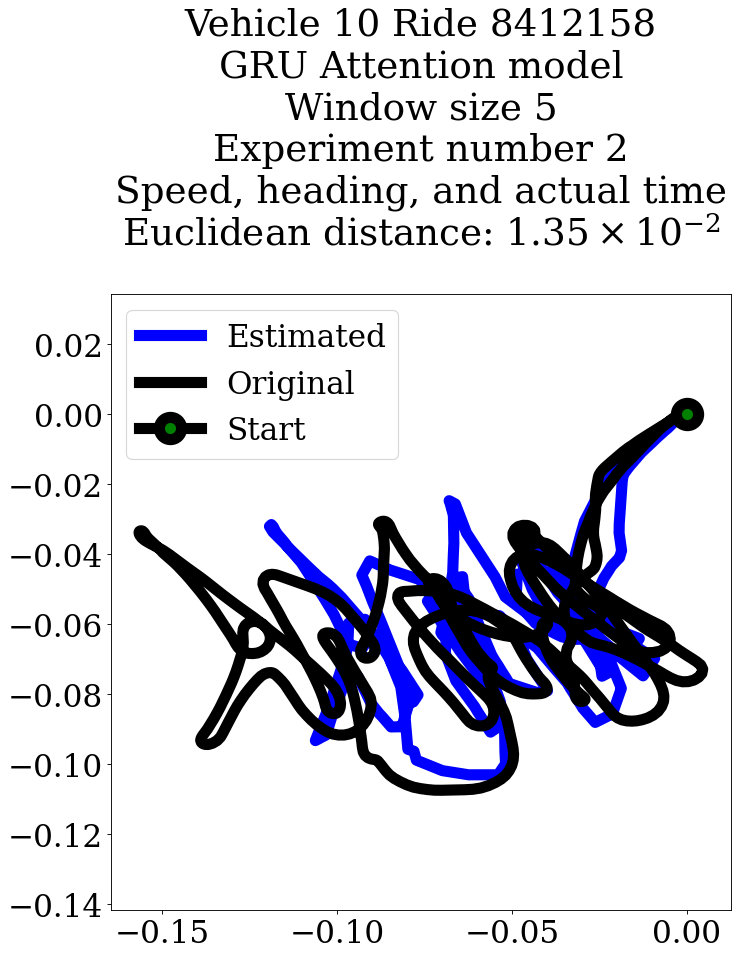 Vehicle 10 Ride 8412158
GRU Attention model
Window size 5
Experiment number 2
Speed, heading, and actual time
Euclidean distance: 1.35 × 10⁻²
Estimated
Original
Start
0.02
0.00
−0.02
−0.04
−0.06
−0.08
−0.10
−0.12
−0.14
−0.15
−0.10
−0.05
0.00